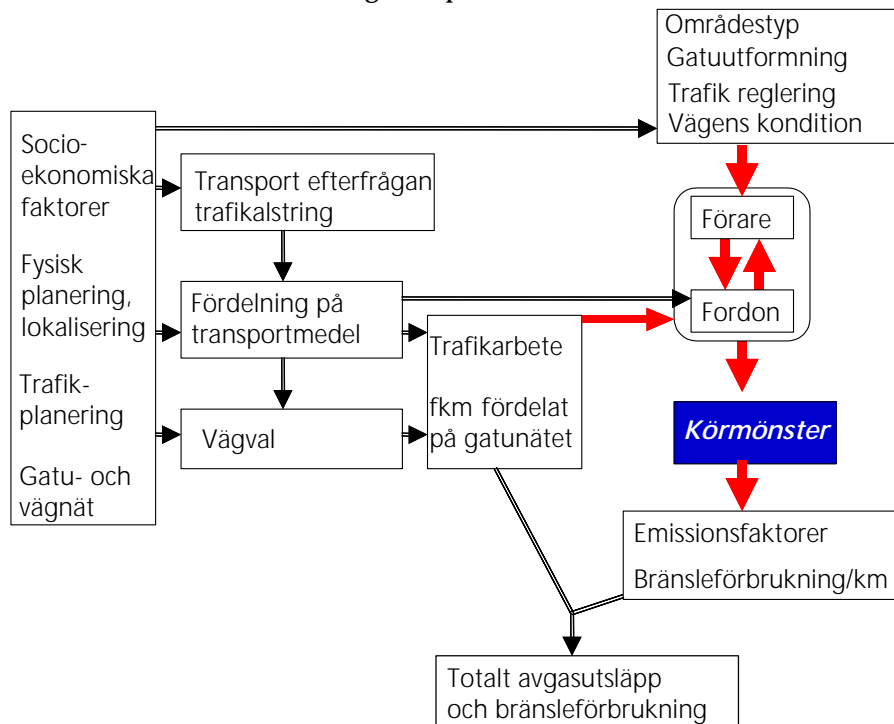 Områdestyp
Gatuutformning
Trafik reglering
Vägens kondition
Socio-
ekonomiska
faktorer
Fysisk
planering,
lokalisering
Trafik-
planering
Gatu- och
vägnät
Transport efterfrågan
trafikalstring
Fördelning på
transportmedel
Vägval
Trafikarbete
fkm fördelat
på gatunätet
Förare
Fordon
Körmönster
Emissionsfaktorer
Bränsleförbrukning/km
Totalt avgasutsläpp
och bränsleförbrukning